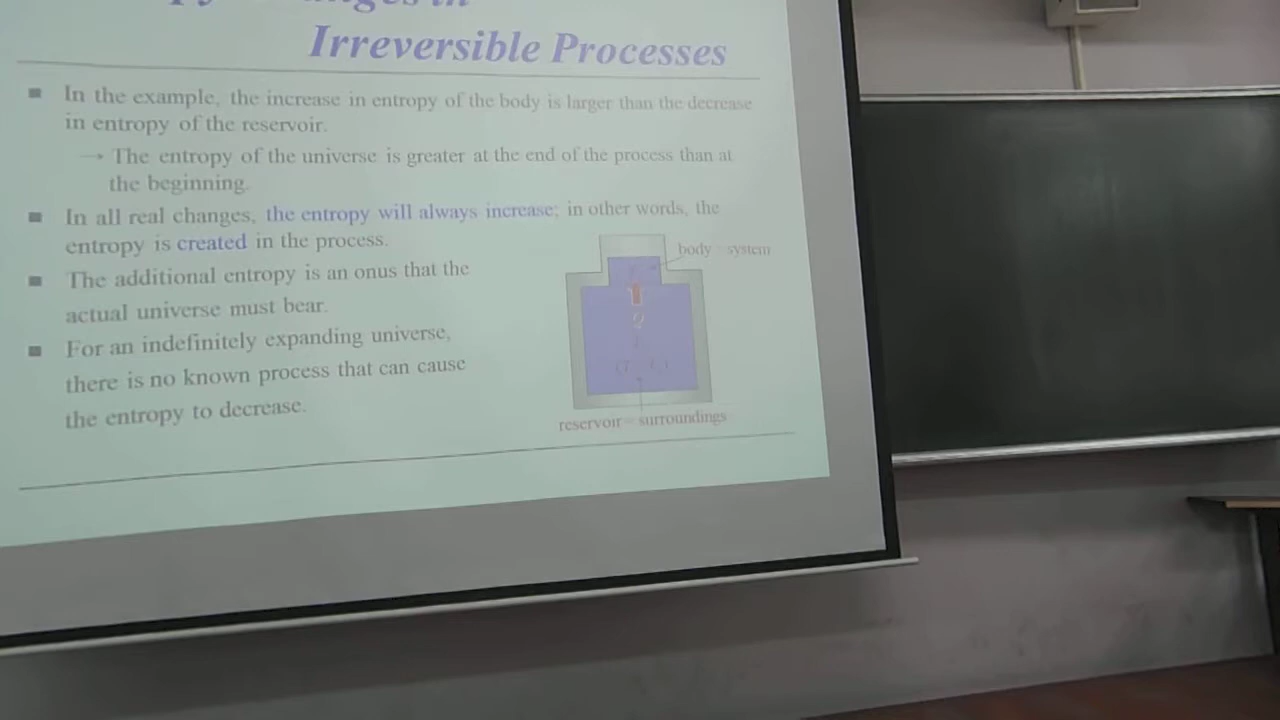 Irreversible Processes
■ In the example, the increase in entropy of the body is larger than the decrease
in entropy of the reservoir.
→ The entropy of the universe is greater at the end of the process than at
the beginning.
■ In all real changes, the entropy will always increase; in other words, the
entropy is created in the process.
body = system
■ The additional entropy is an onus that the
actual universe must bear.
■ For an indefinitely expanding universe,
there is no known process that can cause
the entropy to decrease.
Q
reservoir = surroundings